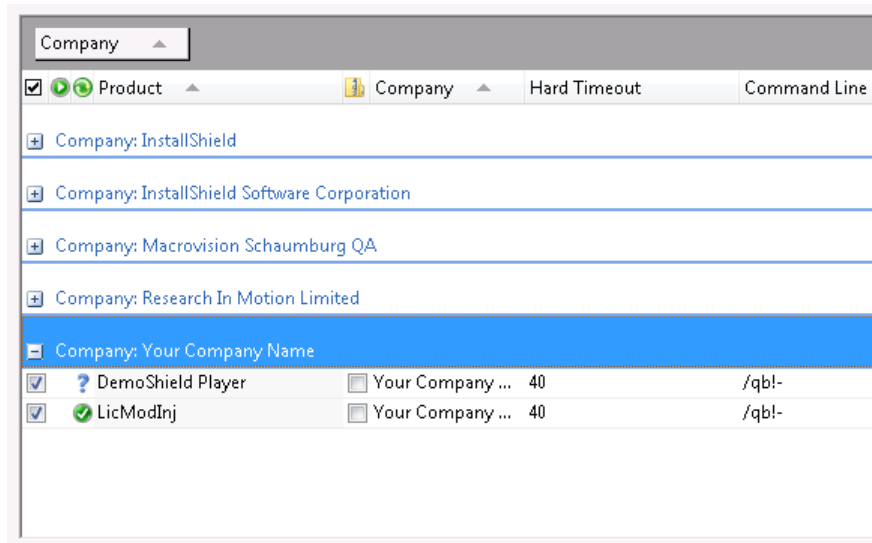 Company
Product Company Hard Timeout Command Line
Company: InstallShield
Company: InstallShield Software Corporation
Company: Macrovision Schaumburg QA
Company: Research In Motion Limited
Company: Your Company Name
DemoShield Player Your Company ... 40 /qb!-
LicModInj Your Company ... 40 /qb!-